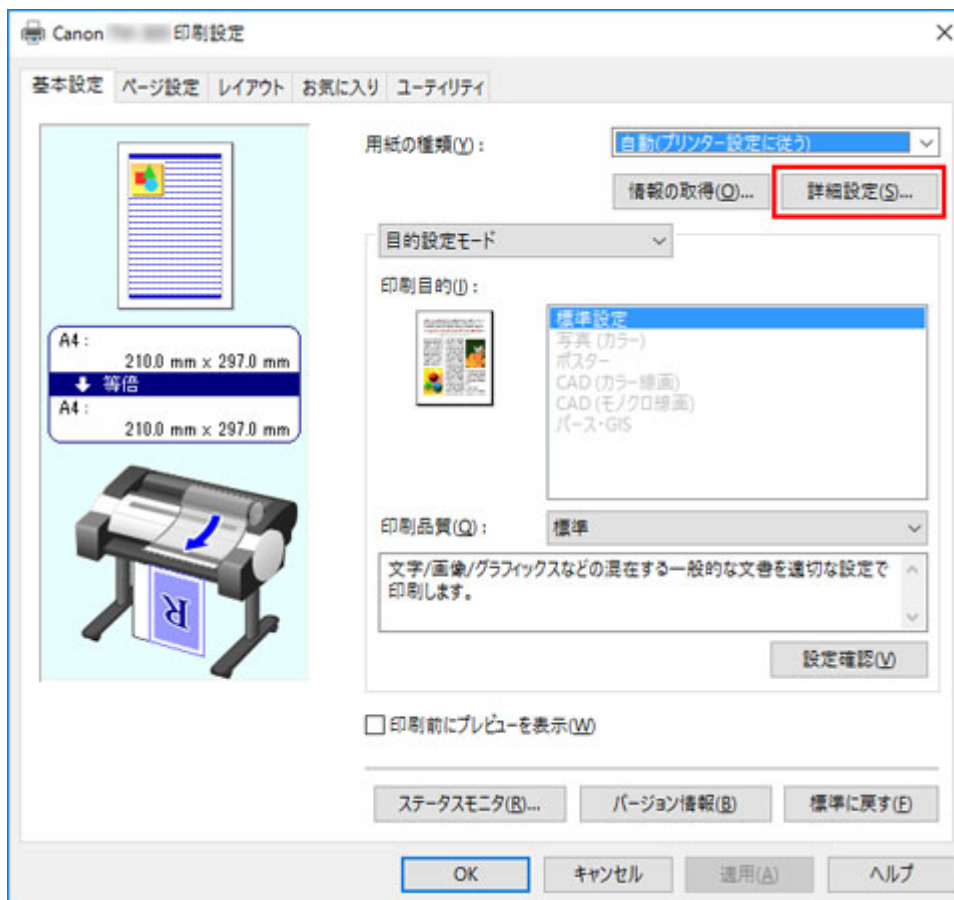 Canon 印刷設定
基本設定 ページ設定 レイアウト お気に入り ユーティリティ
用紙の種類(Y): 自動(プリンター設定に従う)
情報の取得(O)... 詳細設定(S)...
目的設定モード
印刷目的(I):
標準設定
写真 (カラー)
ポスター
CAD (カラー線画)
CAD (モノクロ線画)
パース・GIS
A4:
210.0 mm x 297.0 mm
等倍
A4:
210.0 mm x 297.0 mm
R
印刷品質(Q): 標準
文字/画像/グラフィックスなどの混在する一般的な文書を適切な設定で
印刷します。
設定確認(V)
印刷前にプレビューを表示(W)
ステータスモニタ(R)... バージョン情報(B) 標準に戻す(F)
OK キャンセル 適用(A) ヘルプ